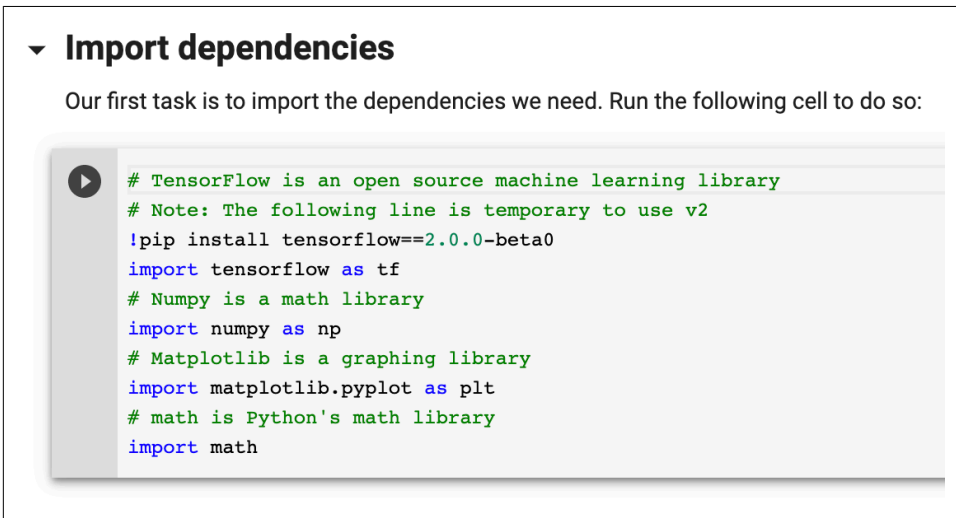 Import dependencies
Our first task is to import the dependencies we need. Run the following cell to do so:
# TensorFlow is an open source machine learning library
# Note: The following line is temporary to use v2
!pip install tensorflow==2.0.0-beta0
import tensorflow as tf
# Numpy is a math library
import numpy as np
# Matplotlib is a graphing library
import matplotlib.pyplot as plt
# math is Python's math library
import math